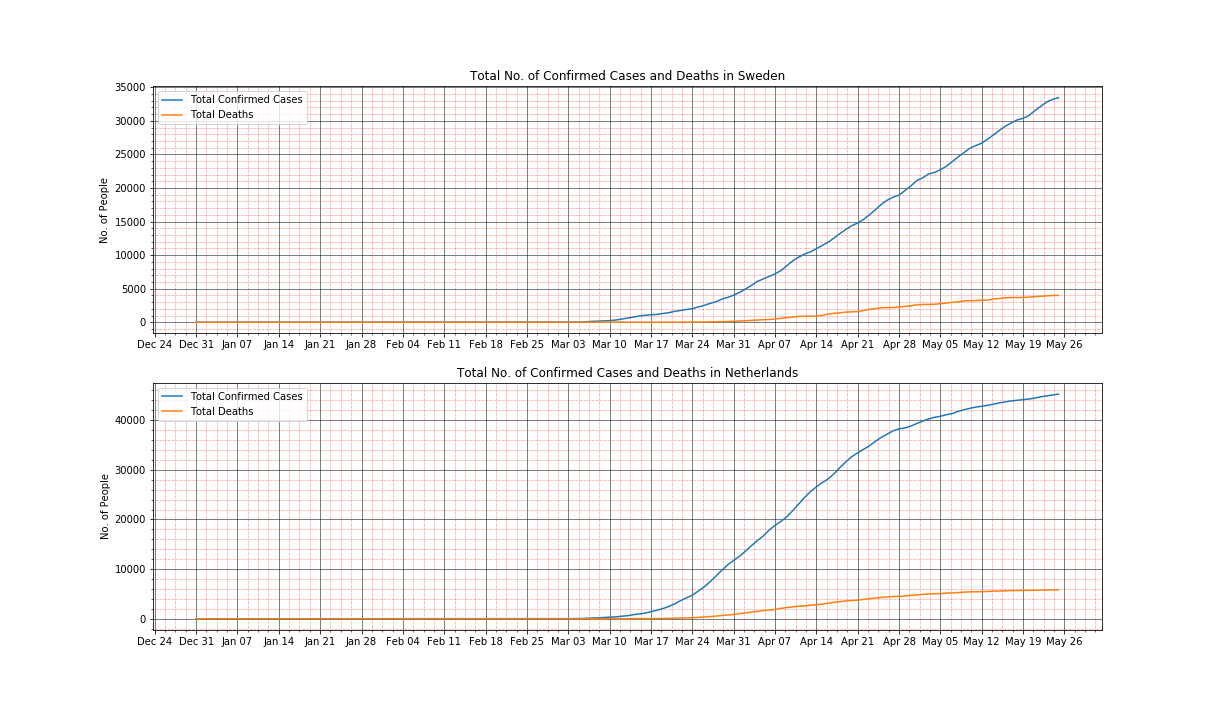 Total No. of Confirmed Cases and Deaths in Sweden
35000
30000
25000
20000
15000
10000
5000
0
No. of People
Total Confirmed Cases
Total Deaths
Dec 24 Dec 31 Jan 07 Jan 14 Jan 21 Jan 28 Feb 04 Feb 11 Feb 18 Feb 25 Mar 03 Mar 10 Mar 17 Mar 24 Mar 31 Apr 07 Apr 14 Apr 21 Apr 28 May 05 May 12 May 19 May 26
Total No. of Confirmed Cases and Deaths in Netherlands
40000
30000
20000
10000
0
No. of People
Total Confirmed Cases
Total Deaths
Dec 24 Dec 31 Jan 07 Jan 14 Jan 21 Jan 28 Feb 04 Feb 11 Feb 18 Feb 25 Mar 03 Mar 10 Mar 17 Mar 24 Mar 31 Apr 07 Apr 14 Apr 21 Apr 28 May 05 May 12 May 19 May 26